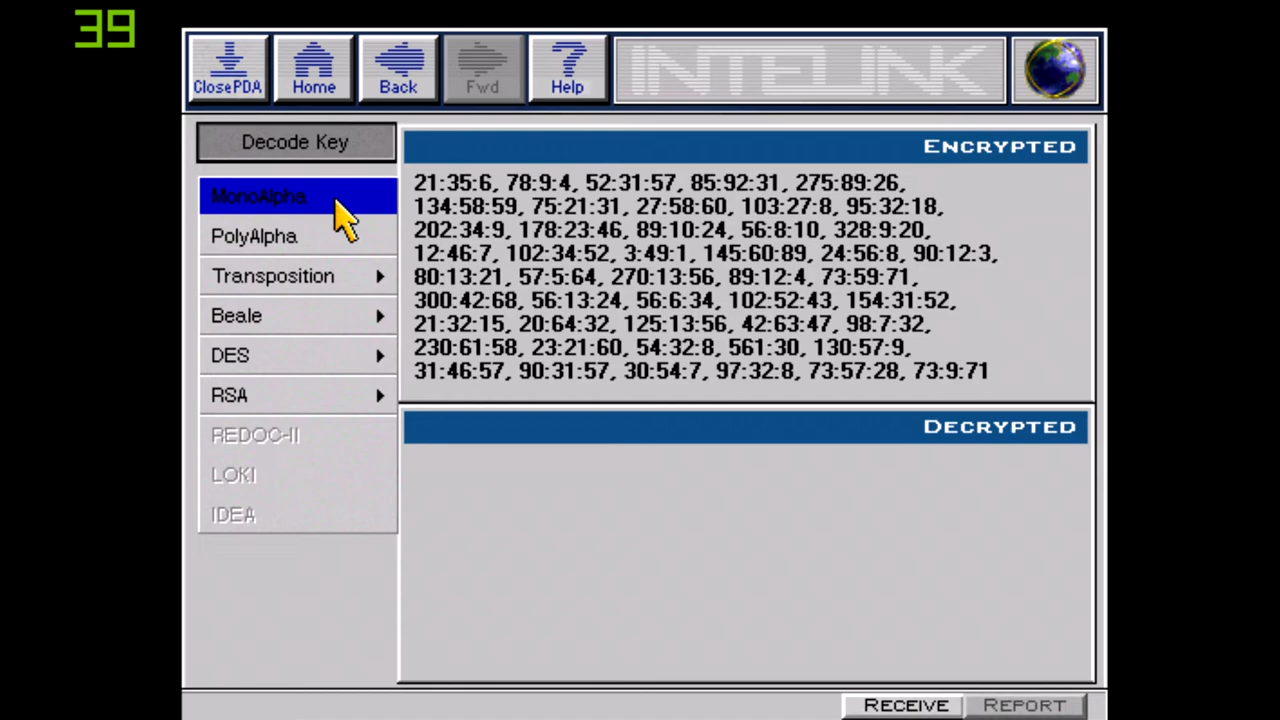 39
ClosePDA Home Back Fwd Help INTELINK
Decode Key
MonoAlpha
PolyAlpha
Transposition
Beale
DES
RSA
REDOC-II
LOKI
IDEA
ENCRYPTED
21:35:6, 78:9:4, 52:31:57, 85:92:31, 275:89:26,
134:58:59, 75:21:31, 27:58:60, 103:27:8, 95:32:18,
202:34:9, 178:23:46, 89:10:24, 56:8:10, 328:9:20,
12:46:7, 102:34:52, 3:49:1, 145:60:89, 24:56:8, 90:12:3,
80:13:21, 57:5:64, 270:13:56, 89:12:4, 73:59:71,
300:42:68, 56:13:24, 56:6:34, 102:52:43, 154:31:52,
21:32:15, 20:64:32, 125:13:56, 42:63:47, 98:7:32,
230:61:58, 23:21:60, 54:32:8, 561:30, 130:57:9,
31:46:57, 90:31:57, 30:54:7, 97:32:8, 73:57:28, 73:9:71
DECRYPTED
RECEIVE REPORT